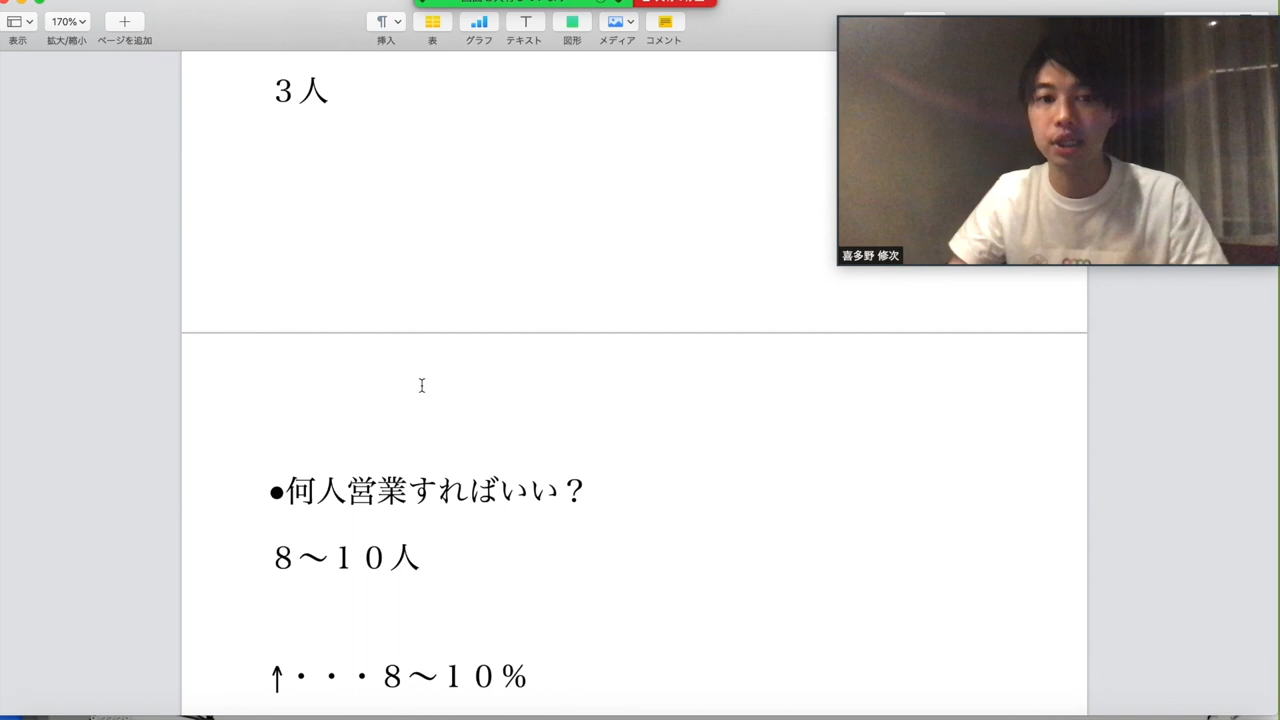 170%
表示
拡大/縮小
ページを追加
挿入
表
グラフ
テキスト
図形
メディア
コメント
３人
喜多野 修次
●何人営業すればいい？
８〜１０人
↑・・・８〜１０%